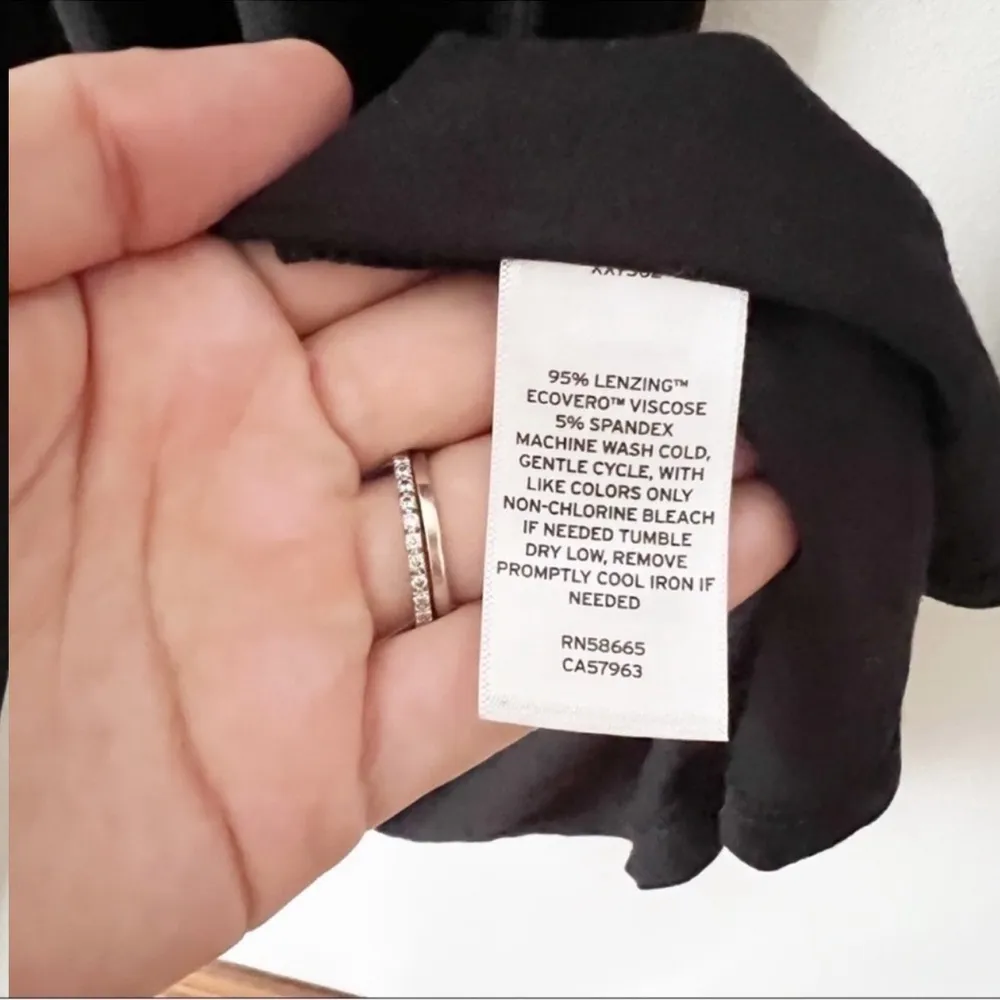 95% LENZING™
ECOVERO™ VISCOSE
5% SPANDEX
MACHINE WASH COLD,
GENTLE CYCLE, WITH
LIKE COLORS ONLY
NON-CHLORINE BLEACH
IF NEEDED TUMBLE
DRY LOW, REMOVE
PROMPTLY COOL IRON IF
NEEDED
RN58665
CA57963